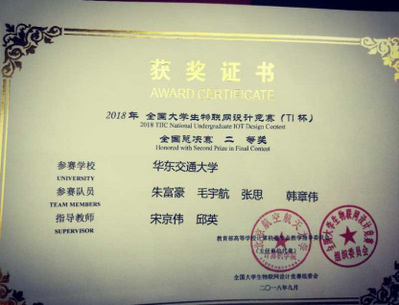 获奖证书
AWARD CERTIFICATE
2018年 全国大学生物联网设计竞赛（TI杯）
2018 TIIC National Undergraduate IOT Design Contest
全国总决赛 二 等奖
Honored with Second Prize in Final Contest
参赛学校 华东交通大学
UNIVERSITY
参赛队员 朱富豪 毛宇航 张思 韩章伟
TEAM MEMBERS
指导教师 宋京伟 邱英
SUPERVISOR
全国大学生物联网设计竞赛组委会
二〇一八年九月